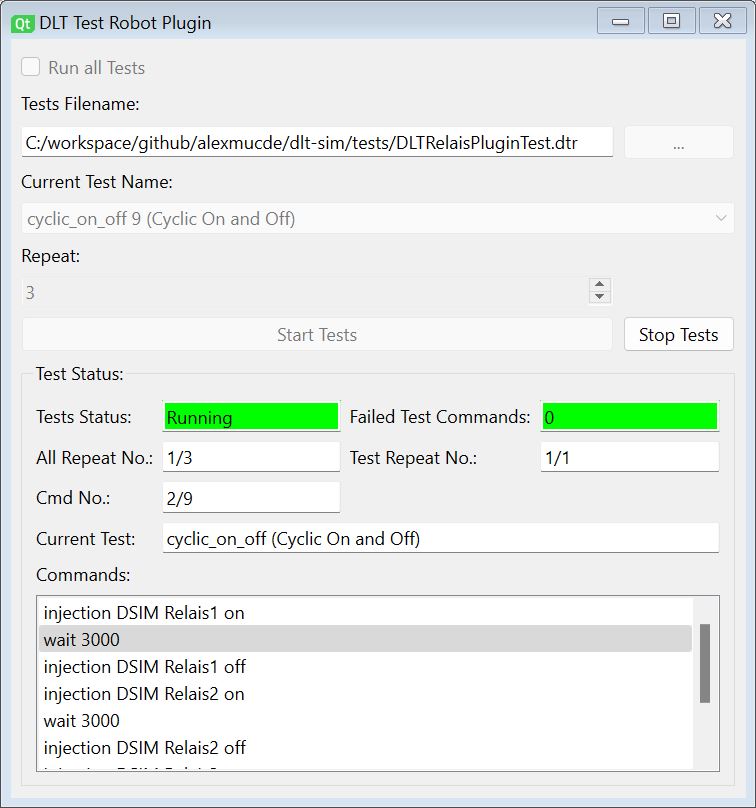 Qt DLT Test Robot Plugin
Run all Tests
Tests Filename:
C:/workspace/github/alexmucde/dlt-sim/tests/DLTRelaisPluginTest.dtr
...
Current Test Name:
cyclic_on_off 9 (Cyclic On and Off)
Repeat:
3
Start Tests
Stop Tests
Test Status:
Tests Status: Running Failed Test Commands: 0
All Repeat No.: 1/3 Test Repeat No.: 1/1
Cmd No.: 2/9
Current Test: cyclic_on_off (Cyclic On and Off)
Commands:
injection DSIM Relais1 on
wait 3000
injection DSIM Relais1 off
injection DSIM Relais2 on
wait 3000
injection DSIM Relais2 off